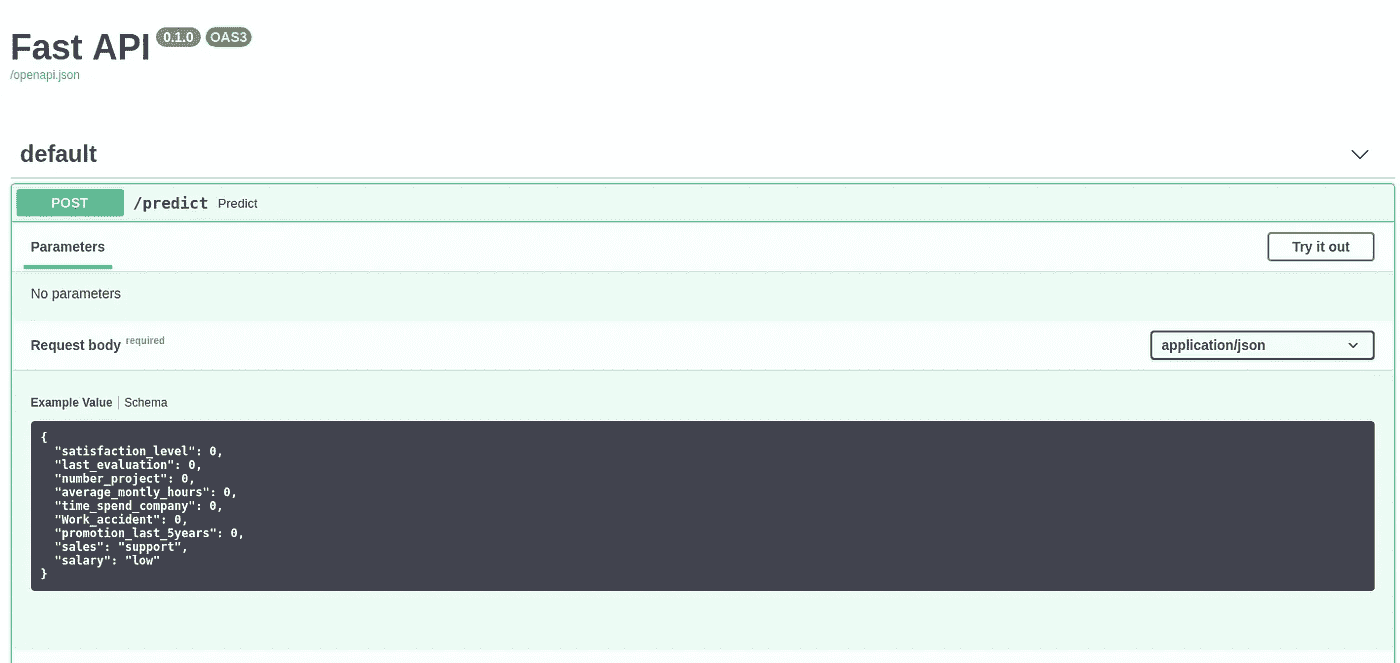 Fast API 0.1.0 OAS3
/openapi.json
default
POST /predict Predict
Parameters
Try it out
No parameters
Request body required
application/json
Example Value | Schema
{
  "satisfaction_level": 0,
  "last_evaluation": 0,
  "number_project": 0,
  "average_montly_hours": 0,
  "time_spend_company": 0,
  "Work_accident": 0,
  "promotion_last_5years": 0,
  "sales": "support",
  "salary": "low"
}